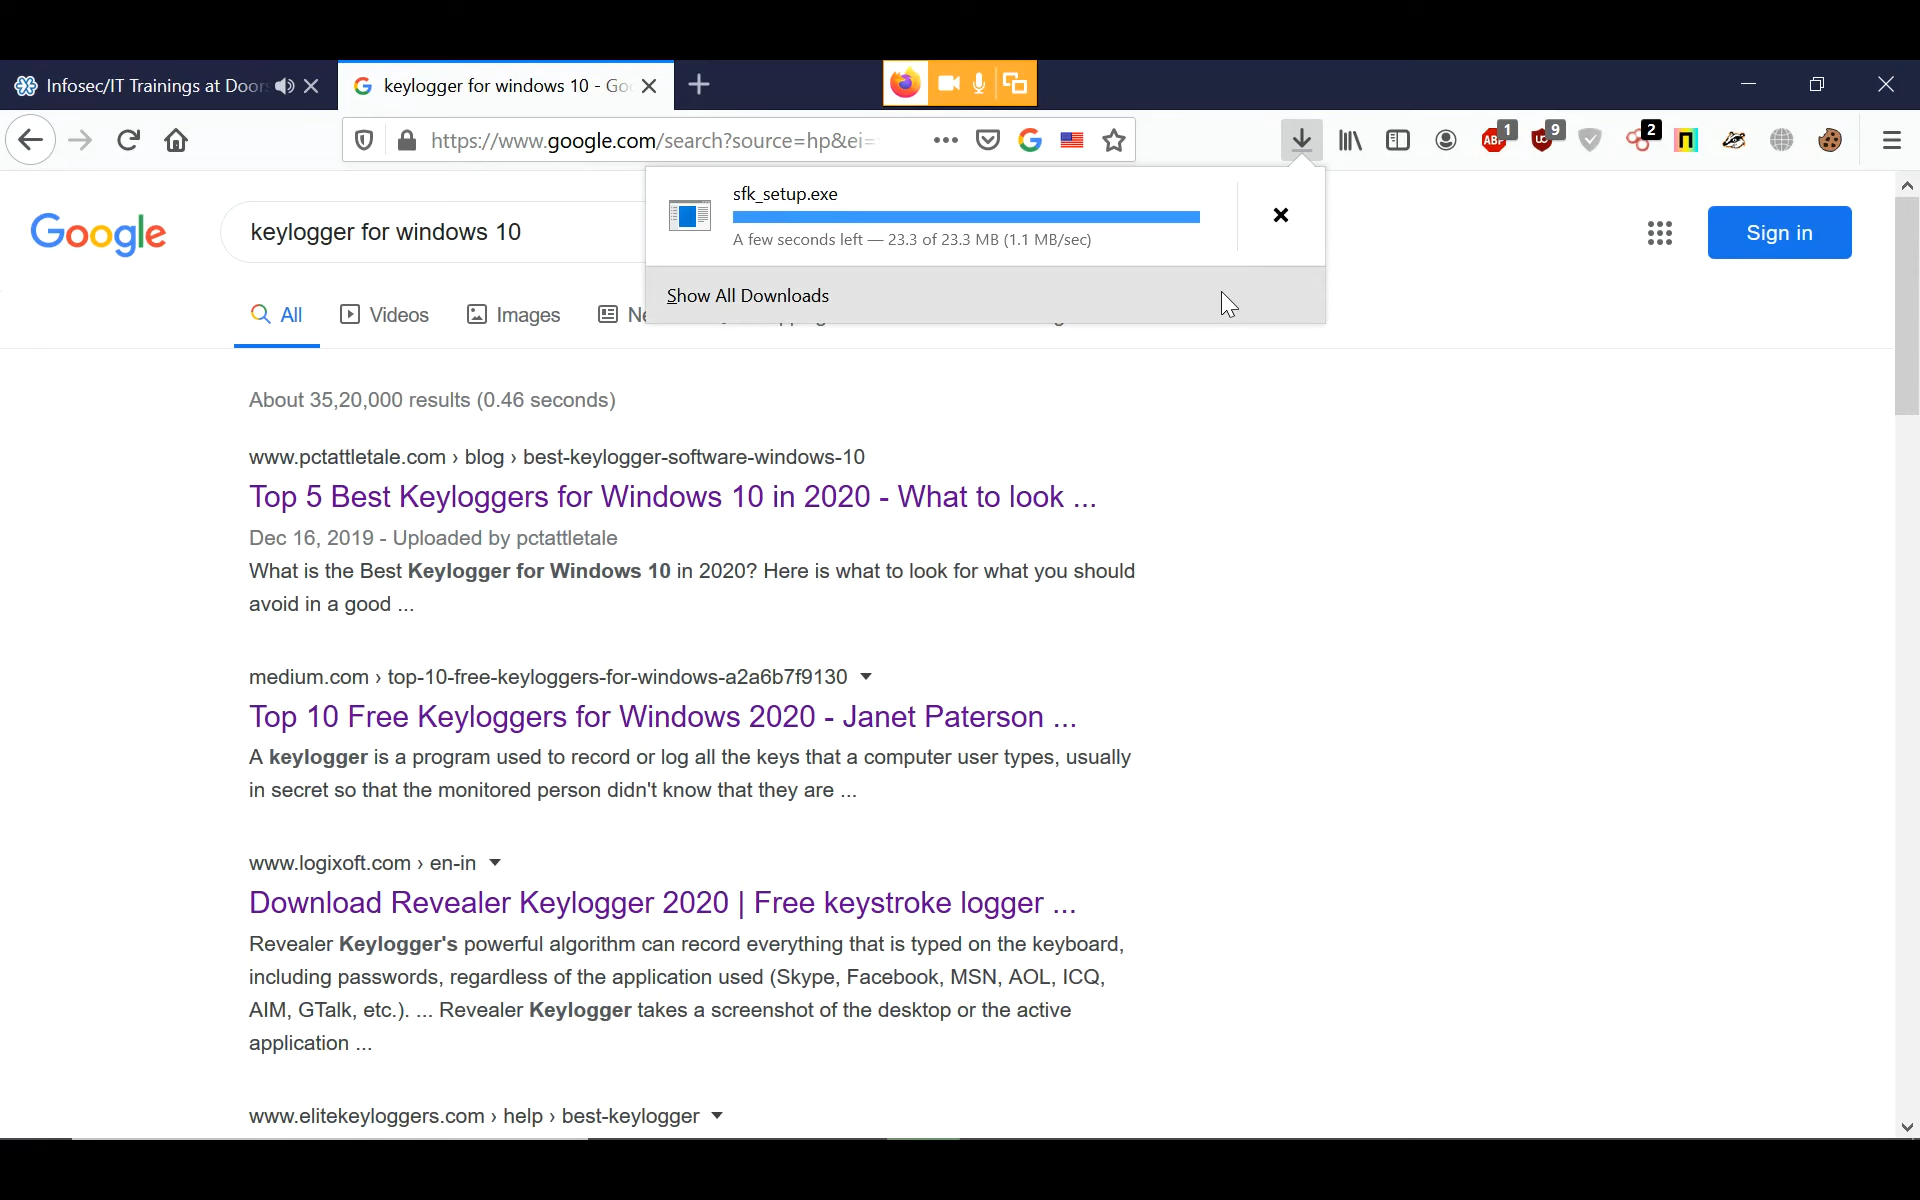 Infosec/IT Trainings at Door
keylogger for windows 10 - Go
https://www.google.com/search?source=hp&ei=
ABP
1
9
2
sfk_setup.exe
A few seconds left — 23.3 of 23.3 MB (1.1 MB/sec)
Show All Downloads
Google
keylogger for windows 10
Sign in
All
Videos
Images
About 35,20,000 results (0.46 seconds)
www.pctattletale.com › blog › best-keylogger-software-windows-10
Top 5 Best Keyloggers for Windows 10 in 2020 - What to look ...
Dec 16, 2019 - Uploaded by pctattletale
What is the Best Keylogger for Windows 10 in 2020? Here is what to look for what you should
avoid in a good ...
medium.com › top-10-free-keyloggers-for-windows-a2a6b7f9130
Top 10 Free Keyloggers for Windows 2020 - Janet Paterson ...
A keylogger is a program used to record or log all the keys that a computer user types, usually
in secret so that the monitored person didn't know that they are ...
www.logixoft.com › en-in
Download Revealer Keylogger 2020 | Free keystroke logger ...
Revealer Keylogger's powerful algorithm can record everything that is typed on the keyboard,
including passwords, regardless of the application used (Skype, Facebook, MSN, AOL, ICQ,
AIM, GTalk, etc.). ... Revealer Keylogger takes a screenshot of the desktop or the active
application ...
www.elitekeyloggers.com › help › best-keylogger